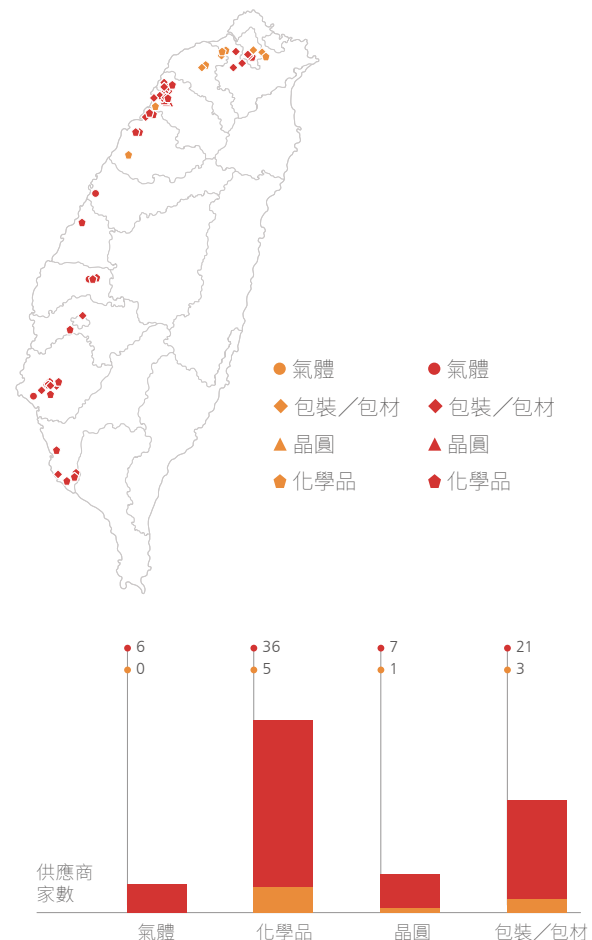 氣體 氣體
包裝／包材 包裝／包材
晶圓 晶圓
化學品 化學品
6 36 7 21
0 5 1 3
供應商
家數
氣體 化學品 晶圓 包裝／包材